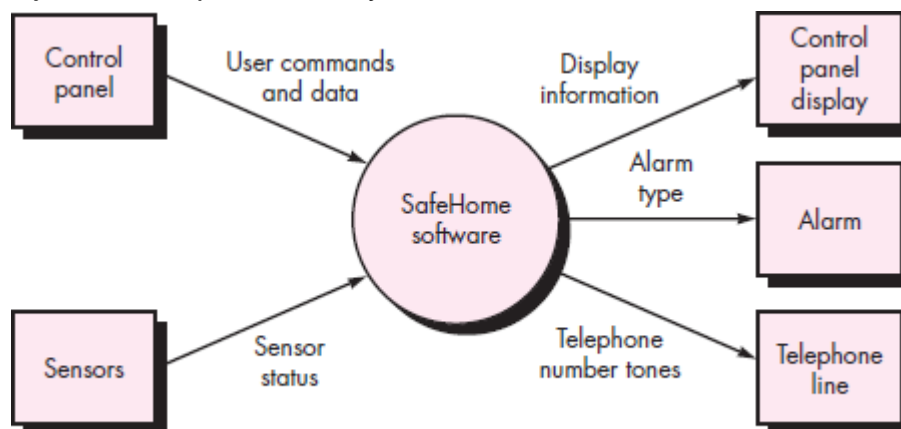 Control
panel
User commands
and data
Display
information
Control
panel
display
SafeHome
software
Alarm
type
Alarm
Sensors
Sensor
status
Telephone
number tones
Telephone
line